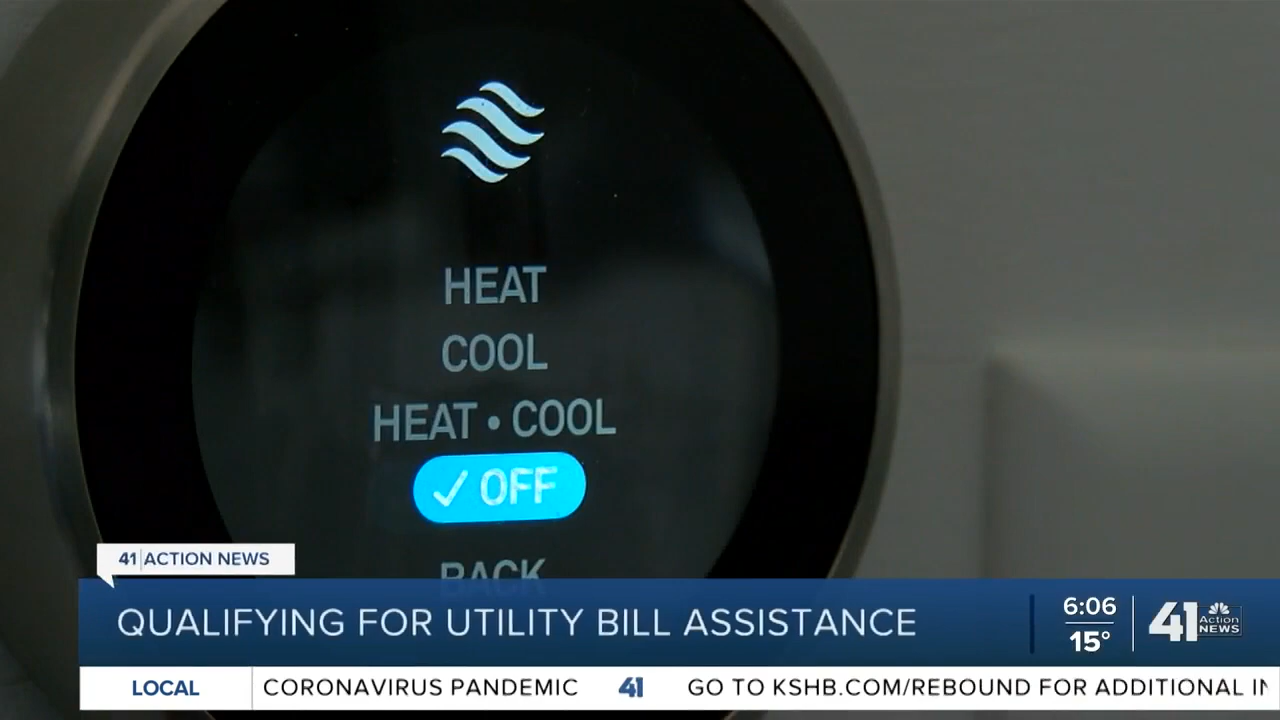 HEAT
COOL
HEAT • COOL
✓ OFF
BACK
41 ACTION NEWS
QUALIFYING FOR UTILITY BILL ASSISTANCE
6:06
15°
41 Action NEWS
LOCAL CORONAVIRUS PANDEMIC 41 GO TO KSHB.COM/REBOUND FOR ADDITIONAL IN